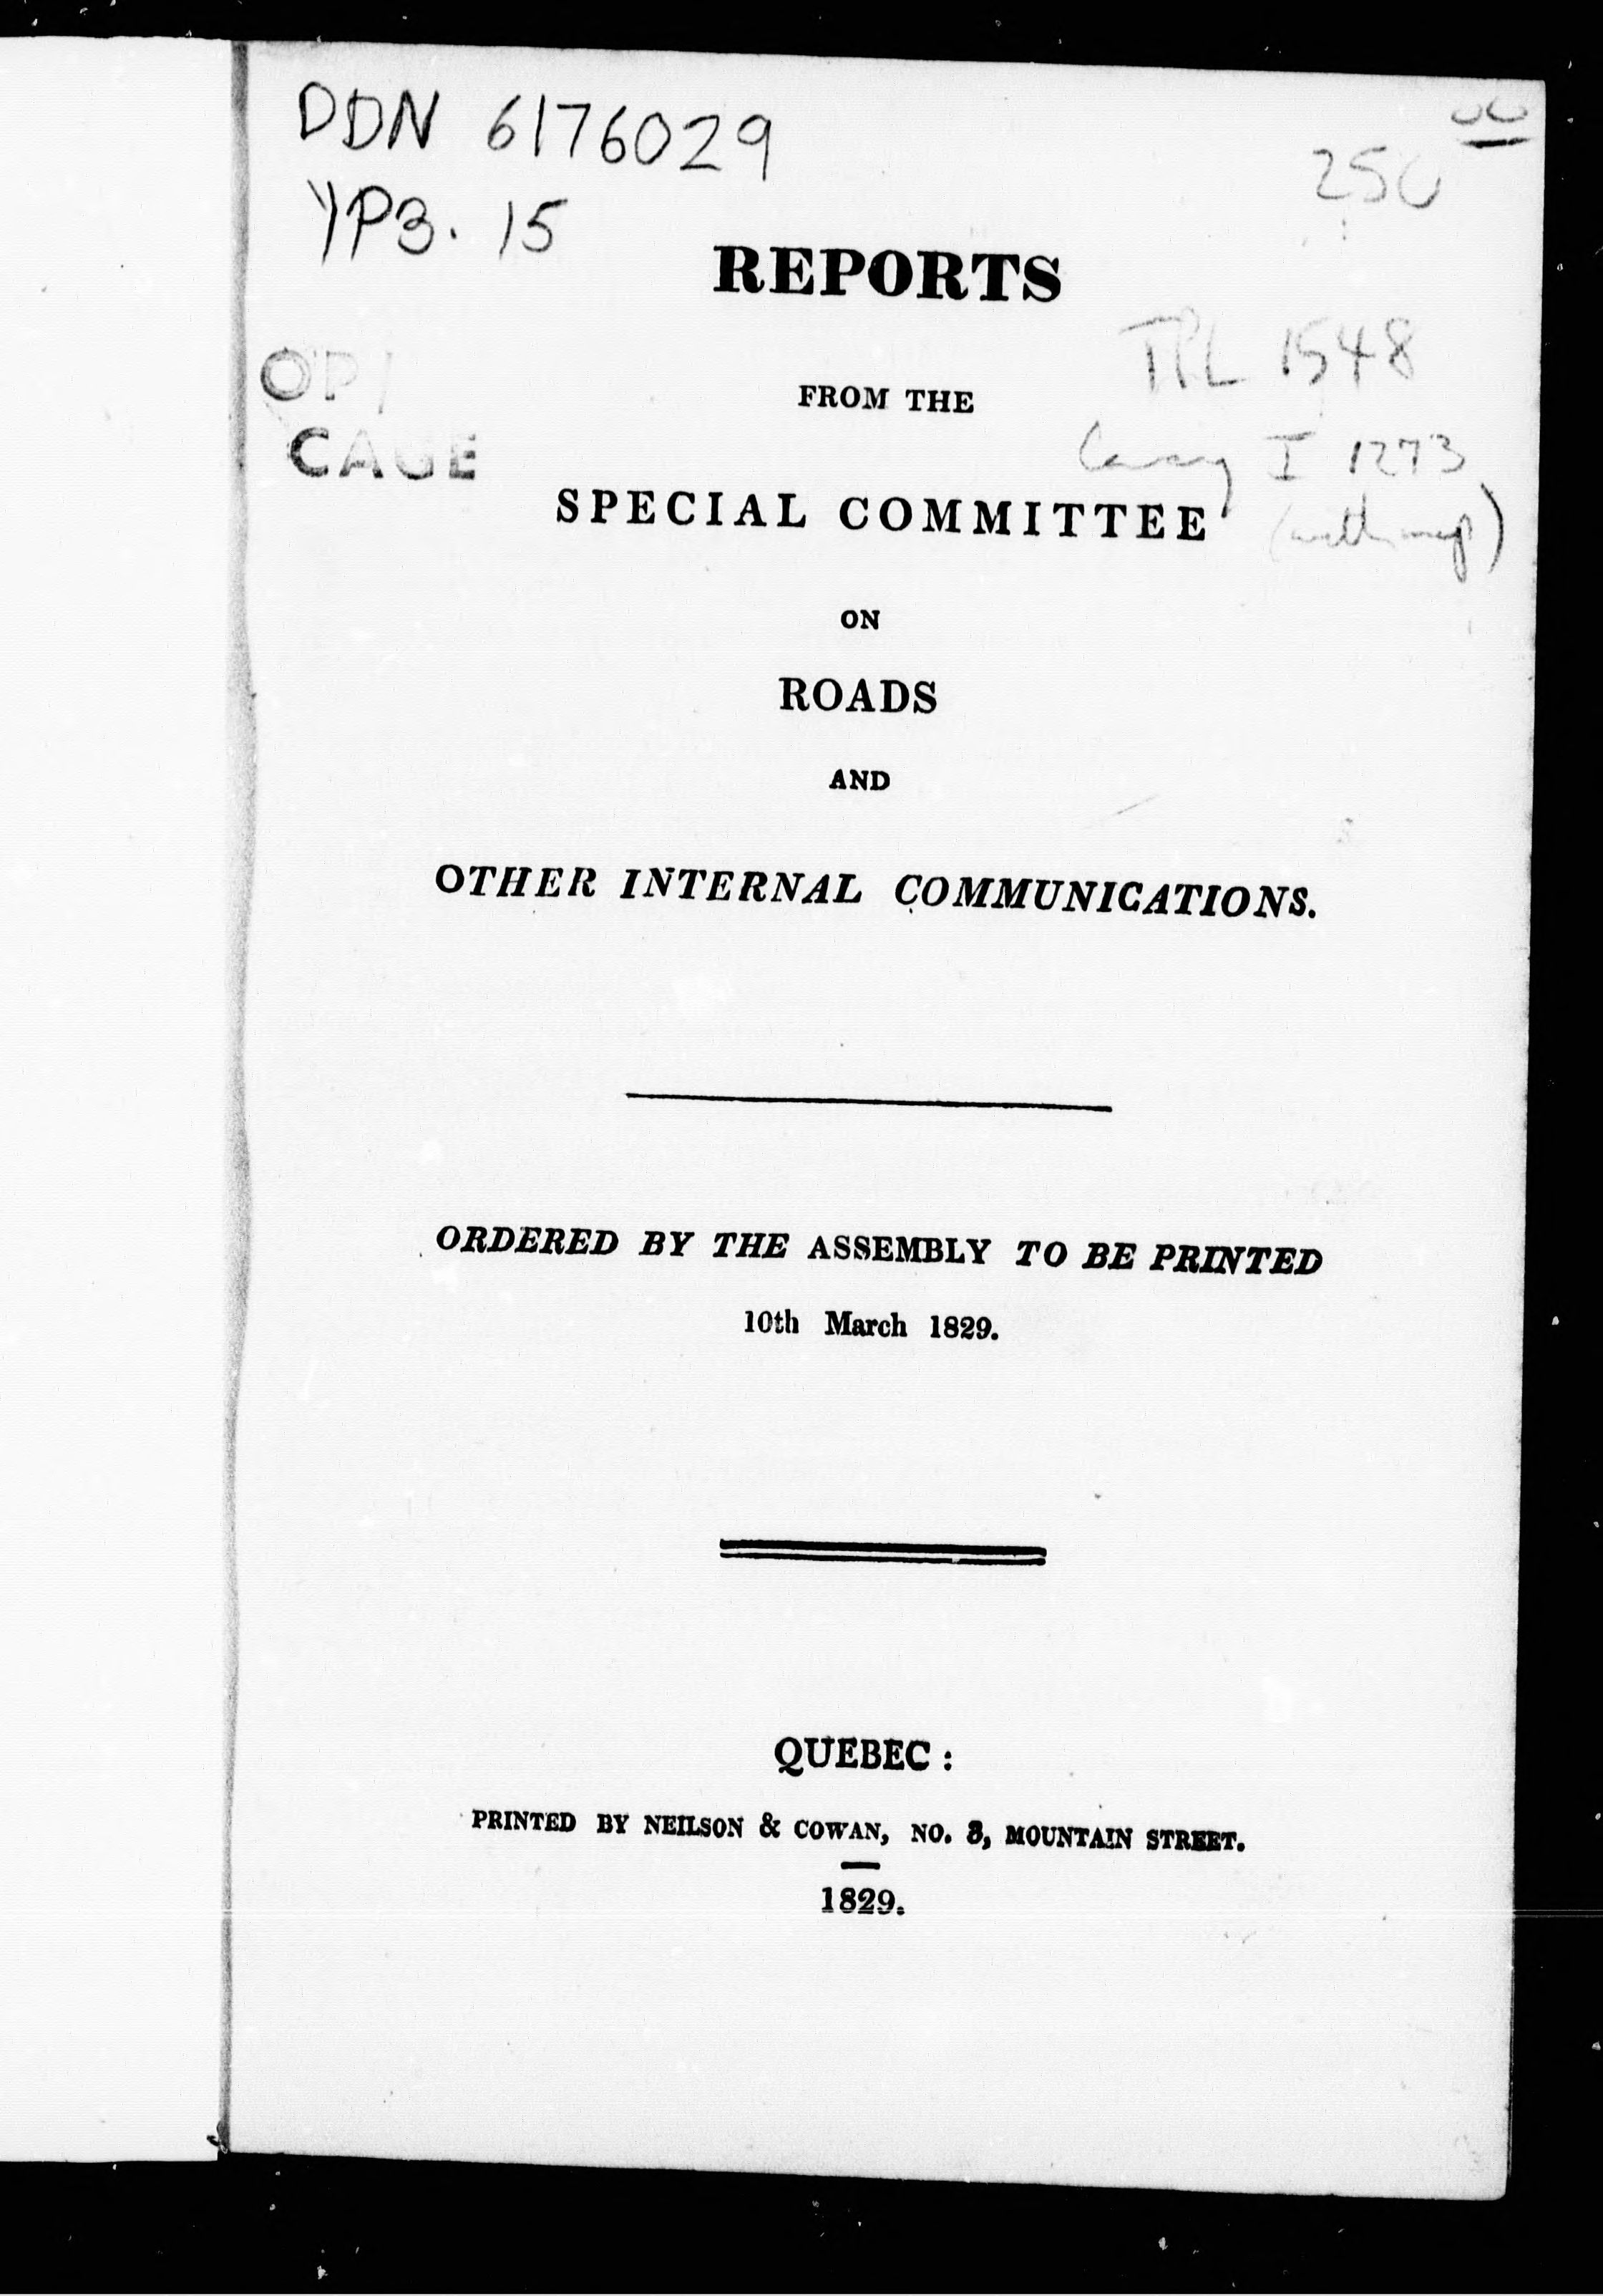 DDN 6176029
250
YP3. 15
REPORTS
TPL 1548
FROM THE
CAGE
I 1273
SPECIAL COMMITTEE
ON
ROADS
AND
OTHER INTERNAL COMMUNICATIONS.
ORDERED BY THE ASSEMBLY TO BE PRINTED
10th March 1829.
QUEBEC :
PRINTED BY NEILSON & COWAN, NO. 3, MOUNTAIN STREET.
1829.